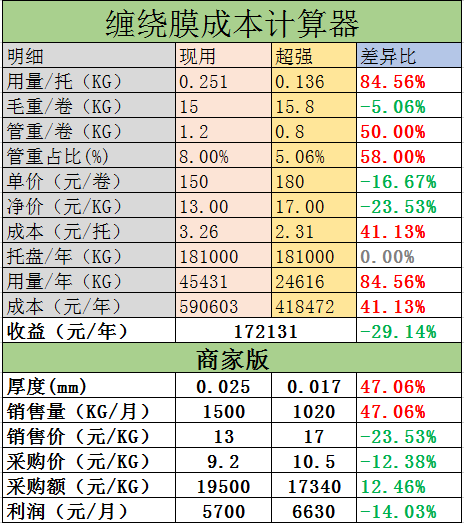 缠绕膜成本计算器
明细 现用 超强 差异比
用量/托（KG） 0.251 0.136 84.56%
毛重/卷（KG） 15 15.8 -5.06%
管重/卷（KG） 1.2 0.8 50.00%
管重占比(%) 8.00% 5.06% 58.00%
单价（元/卷） 150 180 -16.67%
净价（元/KG） 13.00 17.00 -23.53%
成本（元/托） 3.26 2.31 41.13%
托盘/年（KG） 181000 181000 0.00%
用量/年（KG） 45431 24616 84.56%
成本（元/KG） 590603 418472 41.13%
收益（元/年） 172131 -29.14%
商家版
厚度(mm) 0.025 0.017 47.06%
销售量（KG/月） 1500 1020 47.06%
销售价（元/KG） 13 17 -23.53%
采购价（元/KG） 9.2 10.5 -12.38%
采购额（元/KG） 19500 17340 12.46%
利润（元/月） 5700 6630 -14.03%